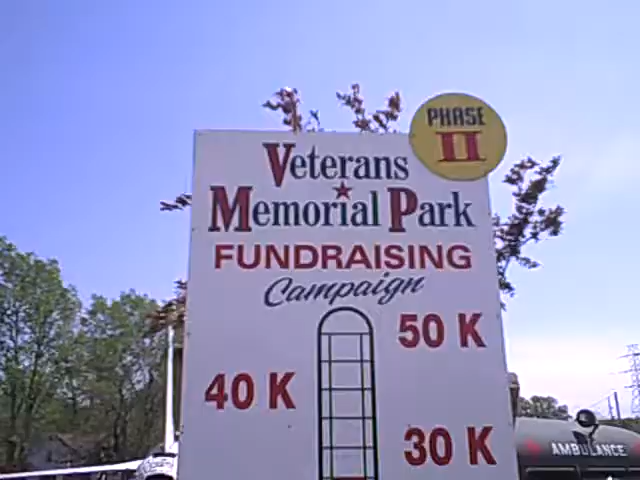 PHASE
II
Veterans
Memorial Park
FUNDRAISING
Campaign
50 K
40 K
30 K
AMBULANCE